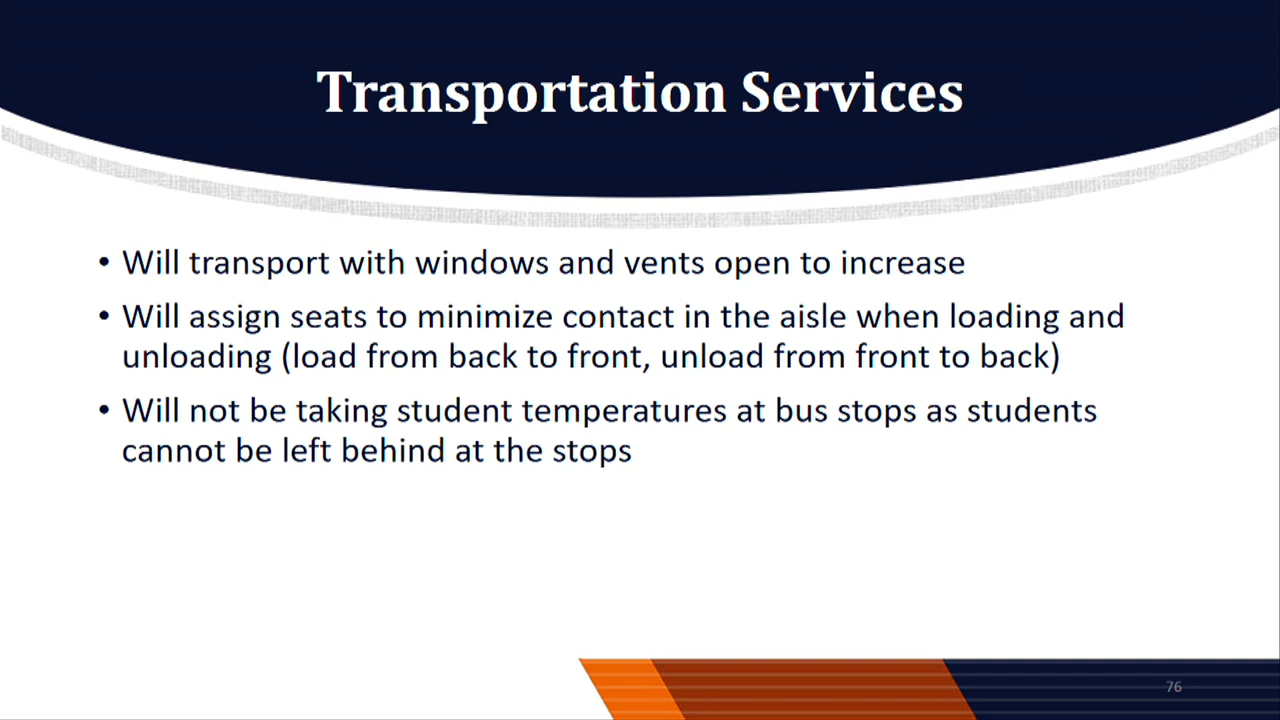 Transportation Services
• Will transport with windows and vents open to increase
• Will assign seats to minimize contact in the aisle when loading and
unloading (load from back to front, unload from front to back)
• Will not be taking student temperatures at bus stops as students
cannot be left behind at the stops
76